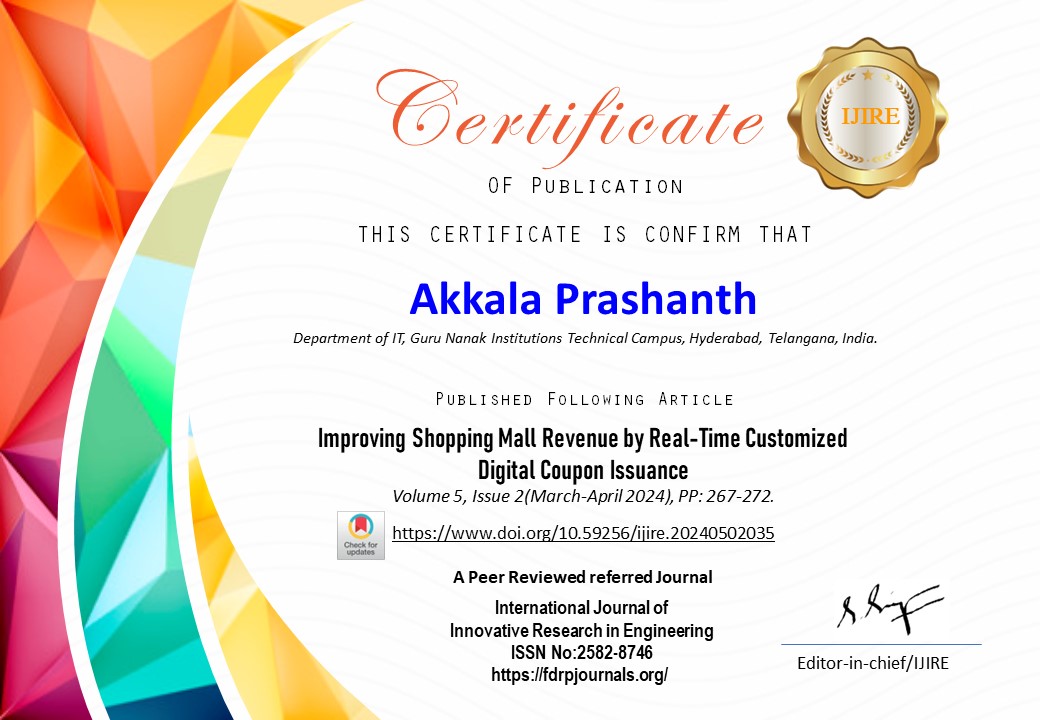 Certificate
IJIRE
OF PUBLICATION
THIS CERTIFICATE IS CONFIRM THAT
Akkala Prashanth
Department of IT, Guru Nanak Institutions Technical Campus, Hyderabad, Telangana, India.
PUBLISHED FOLLOWING ARTICLE
Improving Shopping Mall Revenue by Real-Time Customized
Digital Coupon Issuance
Volume 5, Issue 2(March-April 2024), PP: 267-272.
Check for
updates
https://www.doi.org/10.59256/ijire.20240502035
A Peer Reviewed referred Journal
International Journal of
Innovative Research in Engineering
ISSN No:2582-8746
https://fdrpjournals.org/
Editor-in-chief/IJIRE